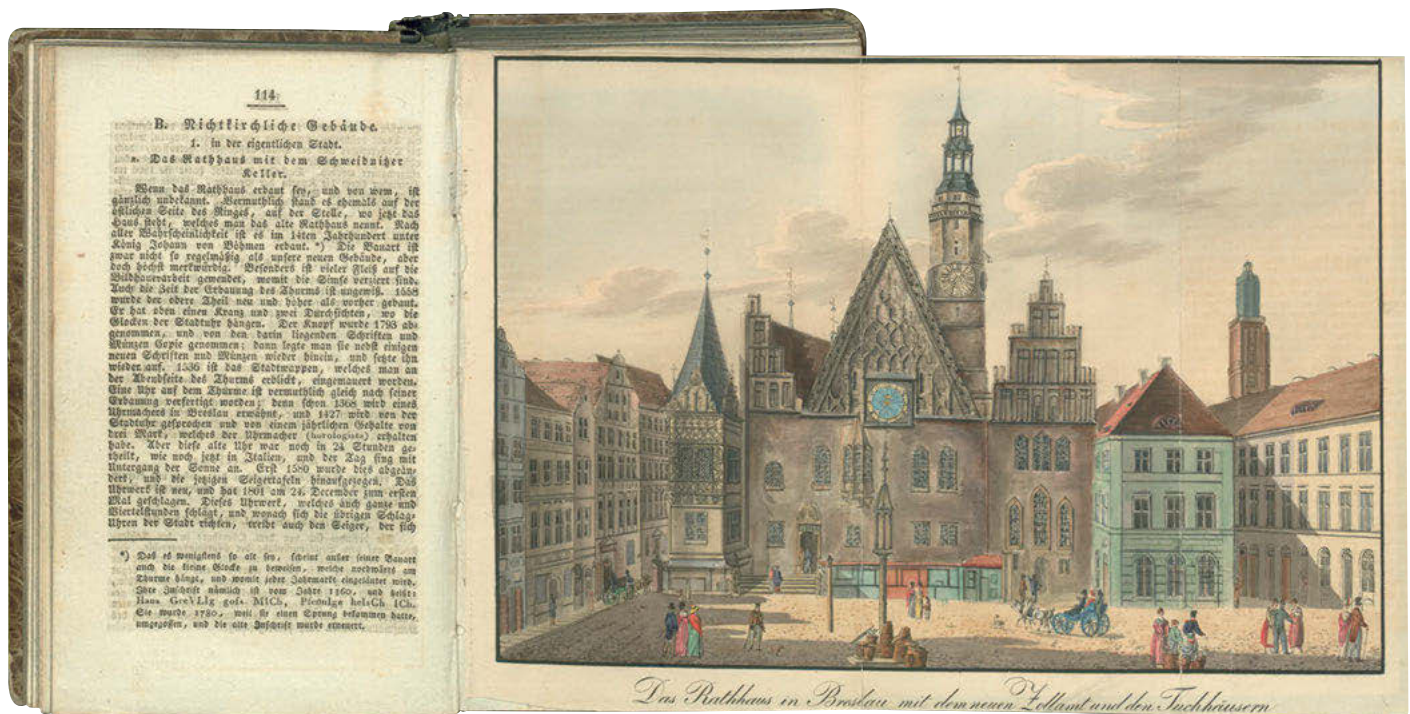 114
B. Nichtkirchliche Gebäude.
1. in der eigentlichen Stadt.
a. Das Rathhaus mit dem Schweidnitzer
Keller.
Wenn das Rathhaus erbaut sey, und von wem, ist
gänzlich unbekannt. Vermuthlich stand es ehemals auf der
östlichen Seite des Ringes, auf der Stelle, wo jetzt das
Haus steht, welches man das alte Rathhaus nennt. Nach
aller Wahrscheinlichkeit ist es im 14ten Jahrhundert unter
König Johann von Böhmen erbaut. *) Die Bauart ist
zwar nicht so regelmäßig als unsere neuen Gebäude, aber
doch höchst merkwürdig. Besonders ist vieler Fleiß auf die
Bildhauerarbeit gewendet, womit die Simse verziert sind.
Auch die Zeit der Erbauung des Thurms ist ungewiß. 1558
wurde der obere Theil neu und höher als vorher gebaut.
Er hat oben einen Kranz und zwei Durchsichten, wo die
Glocken der Stadtuhr hängen. Der Knopf wurde 1793 ab-
genommen, und von den darin liegenden Schriften und
Münzen Copie genommen; dann legte man sie nebst einigen
neuen Schriften und Münzen wieder hinein, und setzte ihn
wieder auf. 1536 ist das Stadtwappen, welches man an
der Abendseite des Thurms erblickt, eingemauert worden.
Eine Uhr auf dem Thurme ist vermuthlich gleich nach seiner
Erbauung verfertigt worden; denn schon 1368 wird eines
Uhrmachers in Breslau erwähnt, und 1427 wird von der
Stadtuhr gesprochen und von einem jährlichen Gehalte von
drei Mark, welches der Uhrmacher (horologista) erhalten
habe. Aber diese alte Uhr war noch in 24 Stunden ge-
theilt, wie noch jetzt in Italien, und der Tag fing mit
Untergang der Sonne an. Erst 1580 wurde dies abgeän-
dert, und die jetzigen Seigertafeln hinaufgezogen. Das
Uhrwerk ist neu, und hat 1801 am 24. December zum ersten
Mal geschlagen. Dieses Uhrwerk, welches auch ganze und
Viertelstunden schlägt, und wonach sich die übrigen Schlag-
Uhren der Stadt richten, treibt auch den Seiger, der sich
*) Das es wenigstens so alt sey, scheint außer seiner Bauart
auch die kleine Glocke zu beweisen, welche nordwärts am
Thurme hängt, und womit jeder Jahrmarkt eingeläutet wird.
Ihre Inschrift nämlich ist vom Jahre 1360, und heißt:
Hans GreVLIg gofs MICh, heIsCh ICh.
Sie wurde 1780, weil sie einen Sprung bekommen hatte,
umgegossen, und die alte Inschrift wurde erneuert.
Das Rathhaus in Breslau mit dem neuen Zollamt und den Tuchhäusern